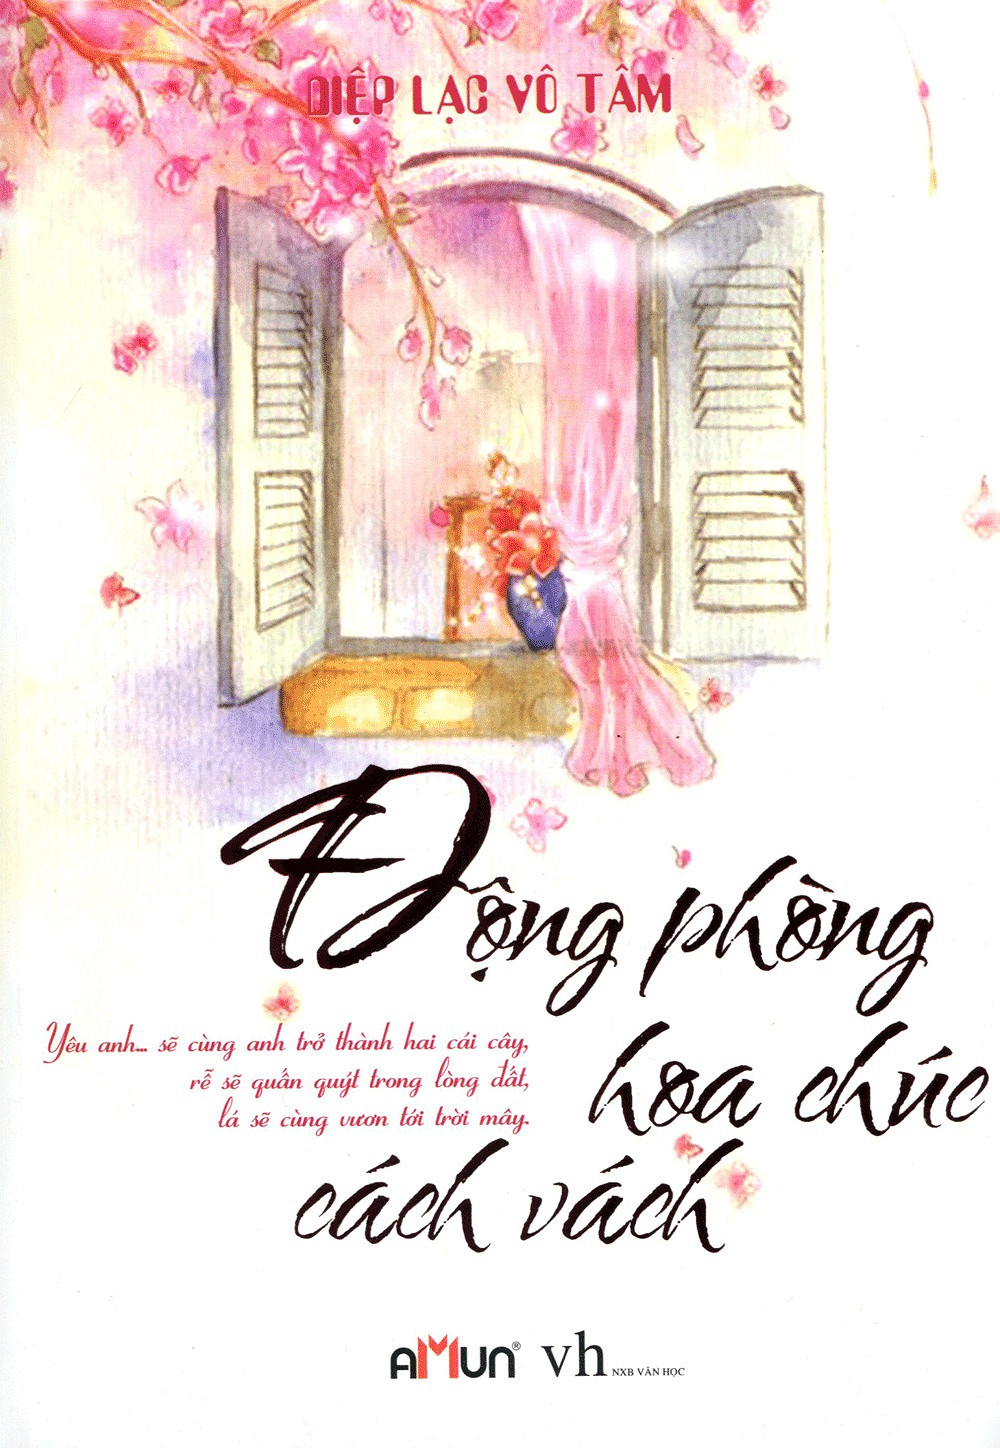 DIỆP LẠC VÔ TÂM
Động phòng
hoa chúc
cách vách
Yêu anh... sẽ cùng anh trở thành hai cái cây,
rễ sẽ quấn quýt trong lòng đất,
lá sẽ cùng vươn tới trời mây.
AMUN® vh NXB VĂN HỌC